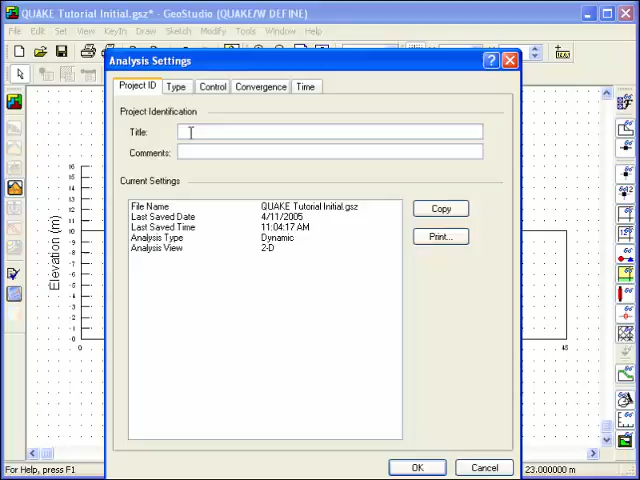 QUAKE Tutorial Initial.gsz* - GeoStudio (QUAKE/W DEFINE)
File Edit Set View KeyIn Draw Sketch Modify Tools Window Help
Analysis Settings
Project ID Type Control Convergence Time
Project Identification
Title:
Comments:
Current Settings
File Name QUAKE Tutorial Initial.gsz
Last Saved Date 4/11/2005
Last Saved Time 11:04:17 AM
Analysis Type Dynamic
Analysis View 2-D
Copy
Print...
OK Cancel
Elevation (m)
16
15
14
13
12
11
10
9
8
7
6
5
4
3
2
1
0
0
45
For Help, press F1
23.000000 m